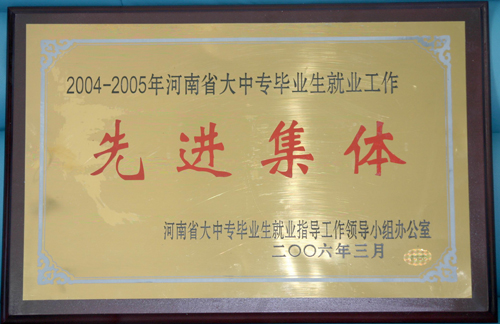 2004-2005年河南省大中专毕业生就业工作
先进集体
河南省大中专毕业生就业指导工作领导小组办公室
二〇〇六年三月